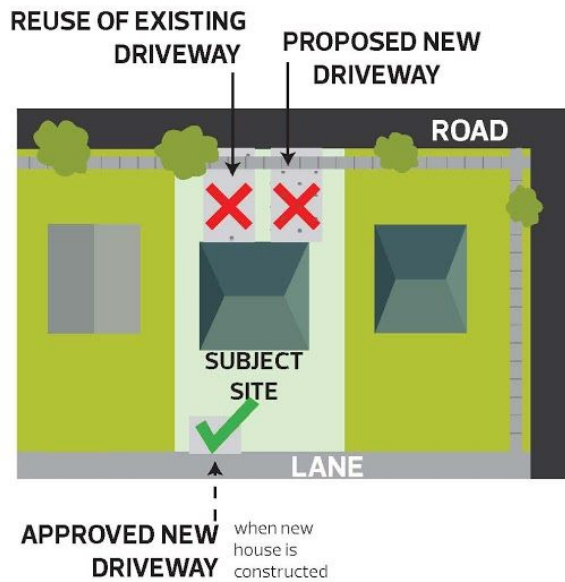 REUSE OF EXISTING
DRIVEWAY
PROPOSED NEW
DRIVEWAY
ROAD
SUBJECT
SITE
LANE
APPROVED NEW
DRIVEWAY
when new
house is
constructed